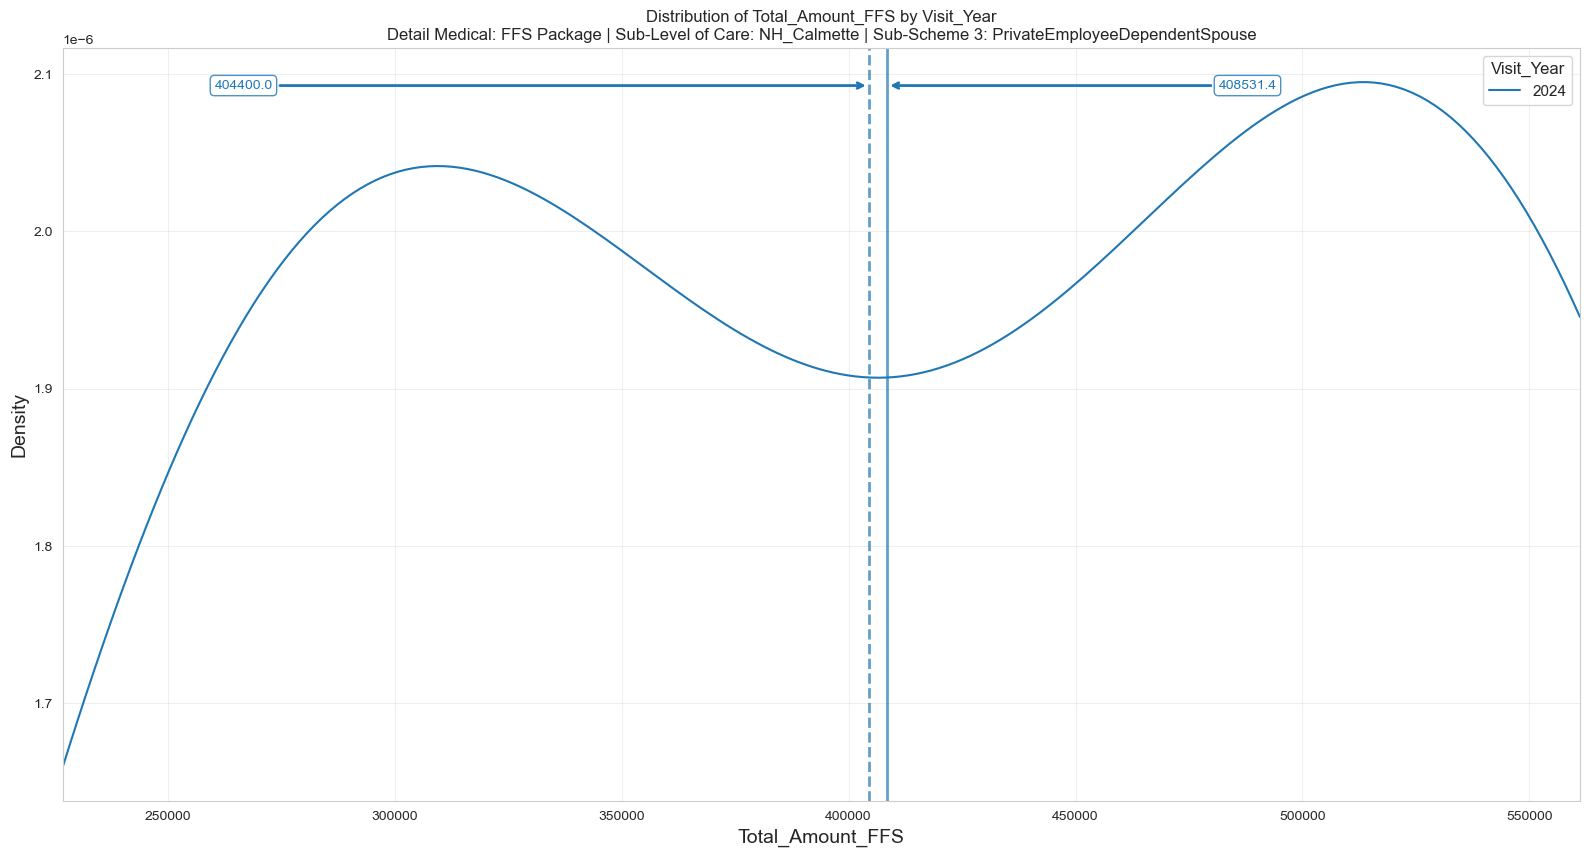 Distribution of Total_Amount_FFS by Visit_Year
Detail Medical: FFS Package | Sub-Level of Care: NH_Calmette | Sub-Scheme 3: PrivateEmployeeDependentSpouse
1e−6
2.1
2.0
1.9
1.8
1.7
Density
404400.0
408531.4
Visit_Year
2024
250000
300000
350000
400000
450000
500000
550000
Total_Amount_FFS